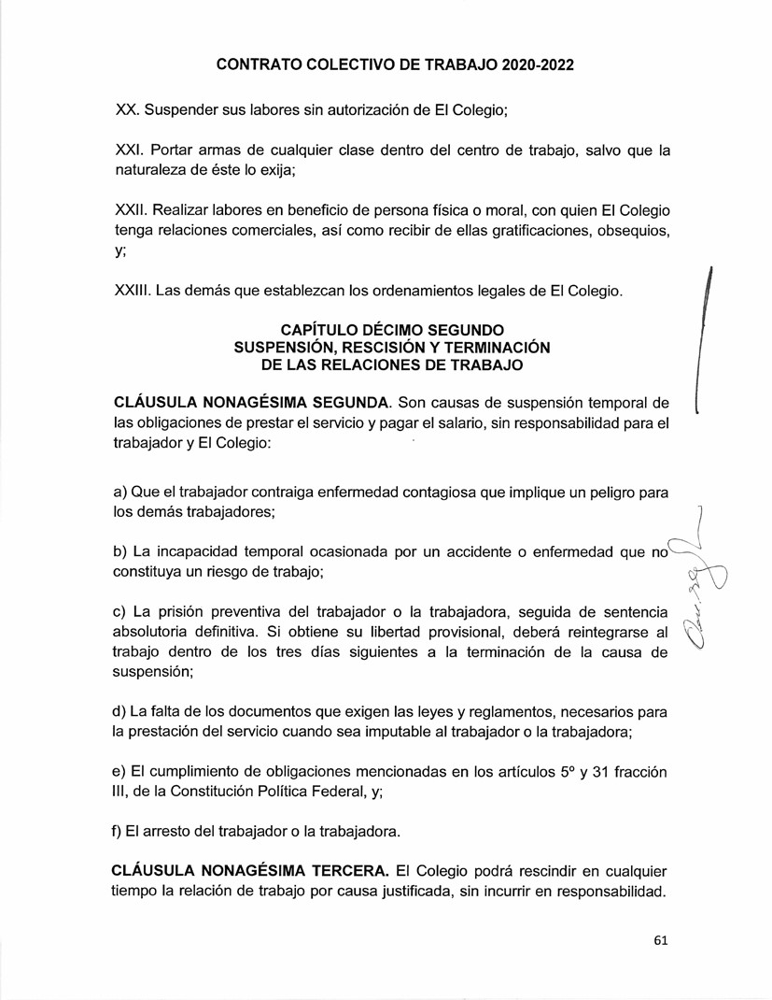 CONTRATO COLECTIVO DE TRABAJO 2020-2022
XX. Suspender sus labores sin autorización de El Colegio;
XXI. Portar armas de cualquier clase dentro del centro de trabajo, salvo que la
naturaleza de éste lo exija;
XXII. Realizar labores en beneficio de persona física o moral, con quien El Colegio
tenga relaciones comerciales, así como recibir de ellas gratificaciones, obsequios,
y;
XXIII. Las demás que establezcan los ordenamientos legales de El Colegio.
CAPÍTULO DÉCIMO SEGUNDO
SUSPENSIÓN, RESCISIÓN Y TERMINACIÓN
DE LAS RELACIONES DE TRABAJO
CLÁUSULA NONAGÉSIMA SEGUNDA. Son causas de suspensión temporal de
las obligaciones de prestar el servicio y pagar el salario, sin responsabilidad para el
trabajador y El Colegio:
a) Que el trabajador contraiga enfermedad contagiosa que implique un peligro para
los demás trabajadores;
b) La incapacidad temporal ocasionada por un accidente o enfermedad que no
constituya un riesgo de trabajo;
c) La prisión preventiva del trabajador o la trabajadora, seguida de sentencia
absolutoria definitiva. Si obtiene su libertad provisional, deberá reintegrarse al
trabajo dentro de los tres días siguientes a la terminación de la causa de
suspensión;
d) La falta de los documentos que exigen las leyes y reglamentos, necesarios para
la prestación del servicio cuando sea imputable al trabajador o la trabajadora;
e) El cumplimiento de obligaciones mencionadas en los artículos 5º y 31 fracción
III, de la Constitución Política Federal, y;
f) El arresto del trabajador o la trabajadora.
CLÁUSULA NONAGÉSIMA TERCERA. El Colegio podrá rescindir en cualquier
tiempo la relación de trabajo por causa justificada, sin incurrir en responsabilidad.
61